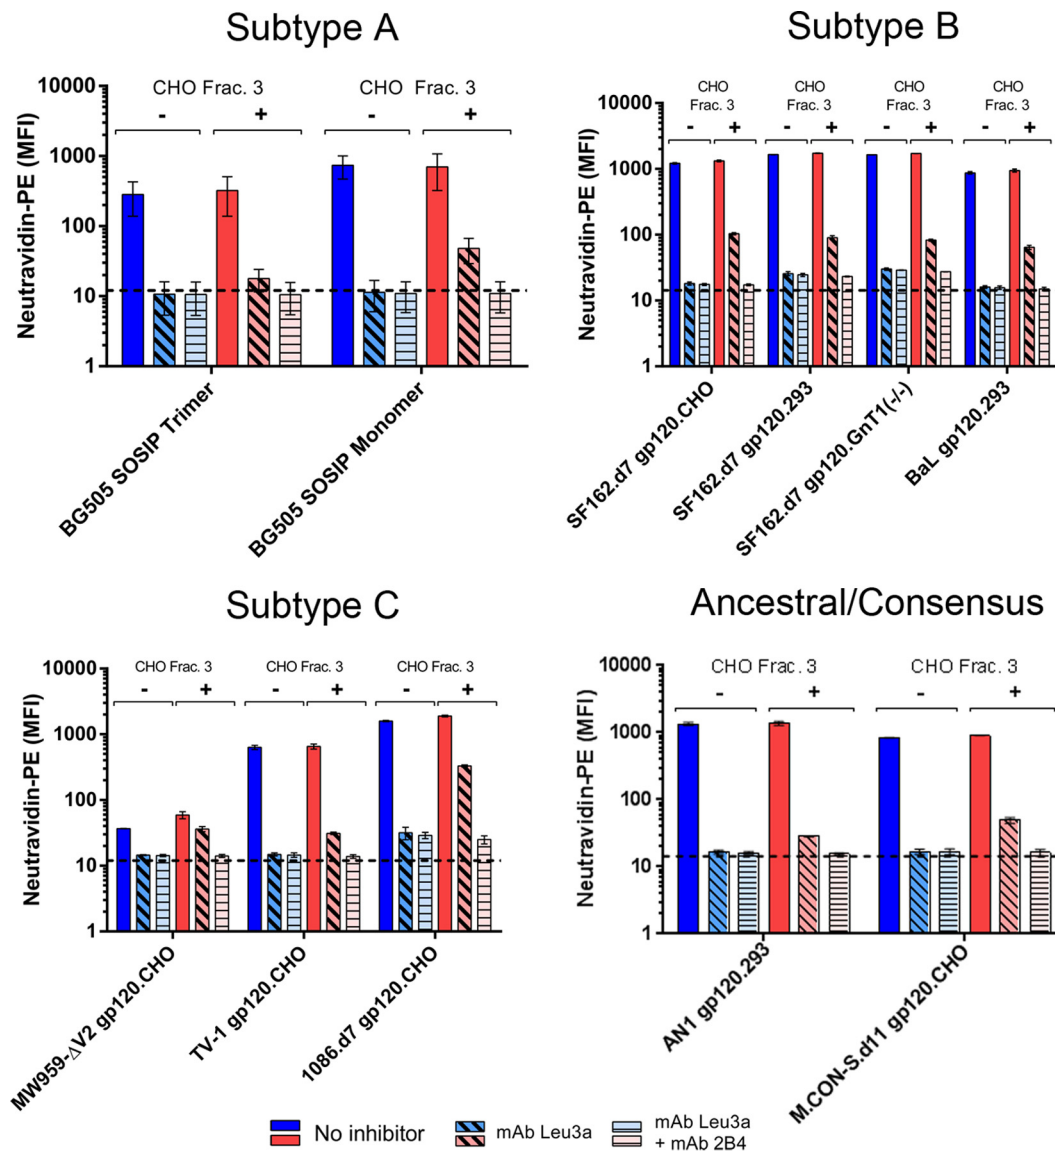 Subtype A
Neutravidin-PE (MFI)
10000
1000
100
10
1
CHO Frac. 3
CHO Frac. 3
-
+
-
+
BG505 SOSIP Trimer
BG505 SOSIP Monomer
Subtype B
Neutravidin-PE (MFI)
10000
1000
100
10
1
CHO
Frac. 3
CHO
Frac. 3
CHO
Frac. 3
CHO
Frac. 3
-
+
-
+
-
+
-
+
SF162.d7 gp120.CHO
SF162.d7 gp120.293
SF162.d7 gp120.GnT1(-/-)
BaL gp120.293
Subtype C
Neutravidin-PE (MFI)
10000
1000
100
10
1
CHO Frac. 3
CHO Frac. 3
CHO Frac. 3
-
+
-
+
-
+
MW959-ΔV2 gp120.CHO
TV-1 gp120.CHO
1086.d7 gp120.CHO
Ancestral/Consensus
Neutravidin-PE (MFI)
10000
1000
100
10
1
CHO Frac. 3
CHO Frac. 3
-
+
-
+
AN1 gp120.293
M.CON-S.d11 gp120.CHO
No inhibitor
mAb Leu3a
mAb Leu3a
+ mAb 2B4